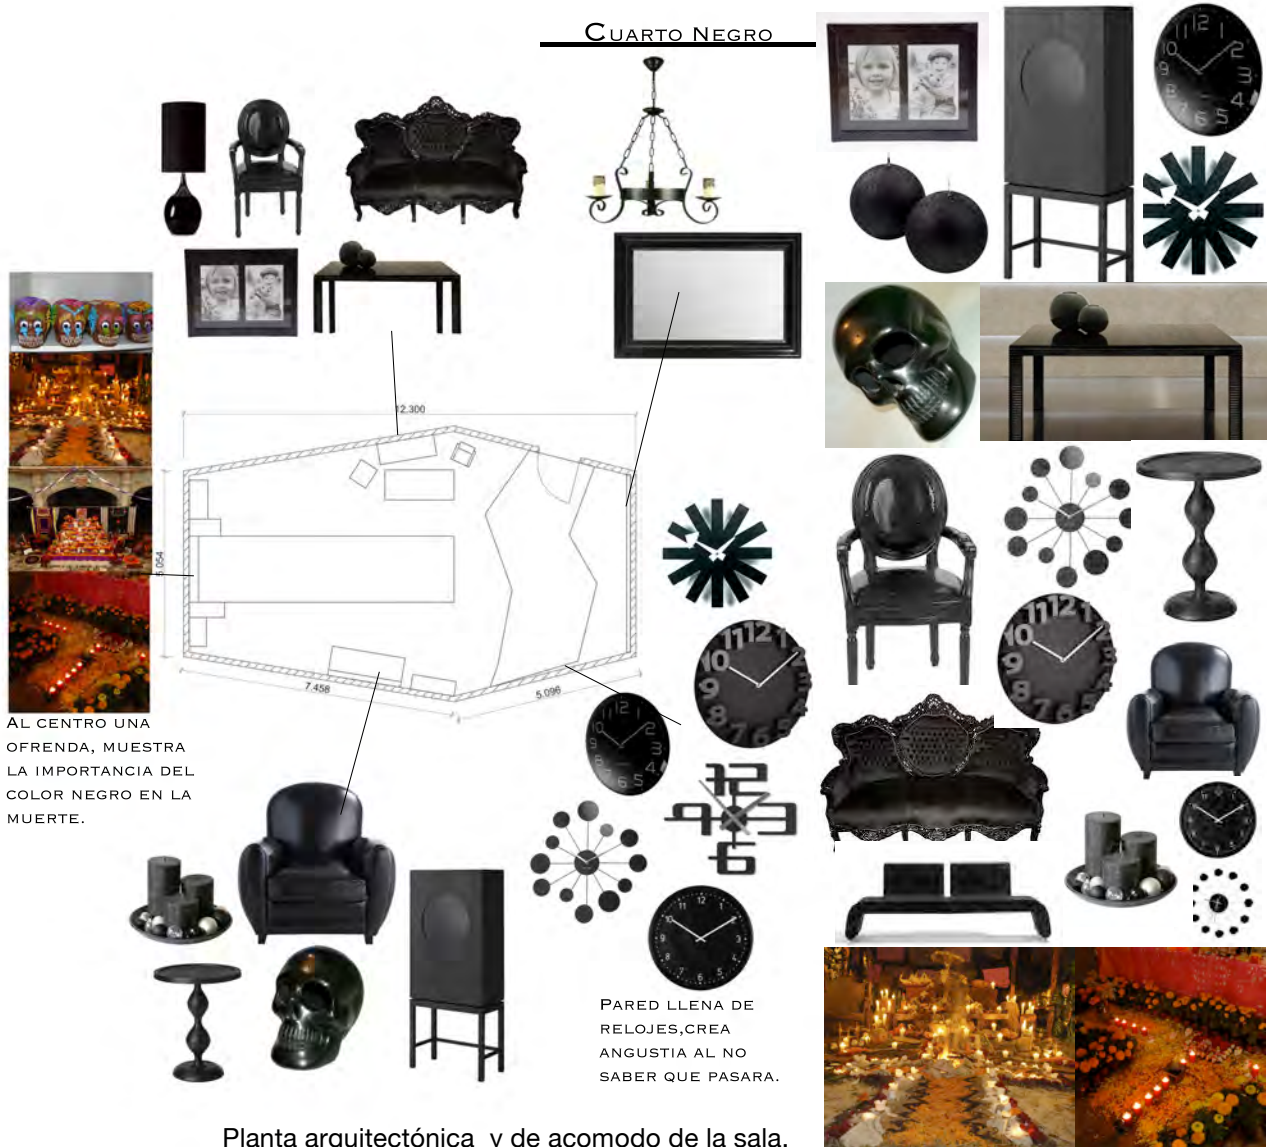 Cuarto Negro
12.300
5.054
7.458
5.096
Al centro una
ofrenda, muestra
la importancia del
color negro en la
muerte.
Pared llena de
relojes,crea
angustia al no
saber que pasara.
Planta arquitectónica y de acomodo de la sala.